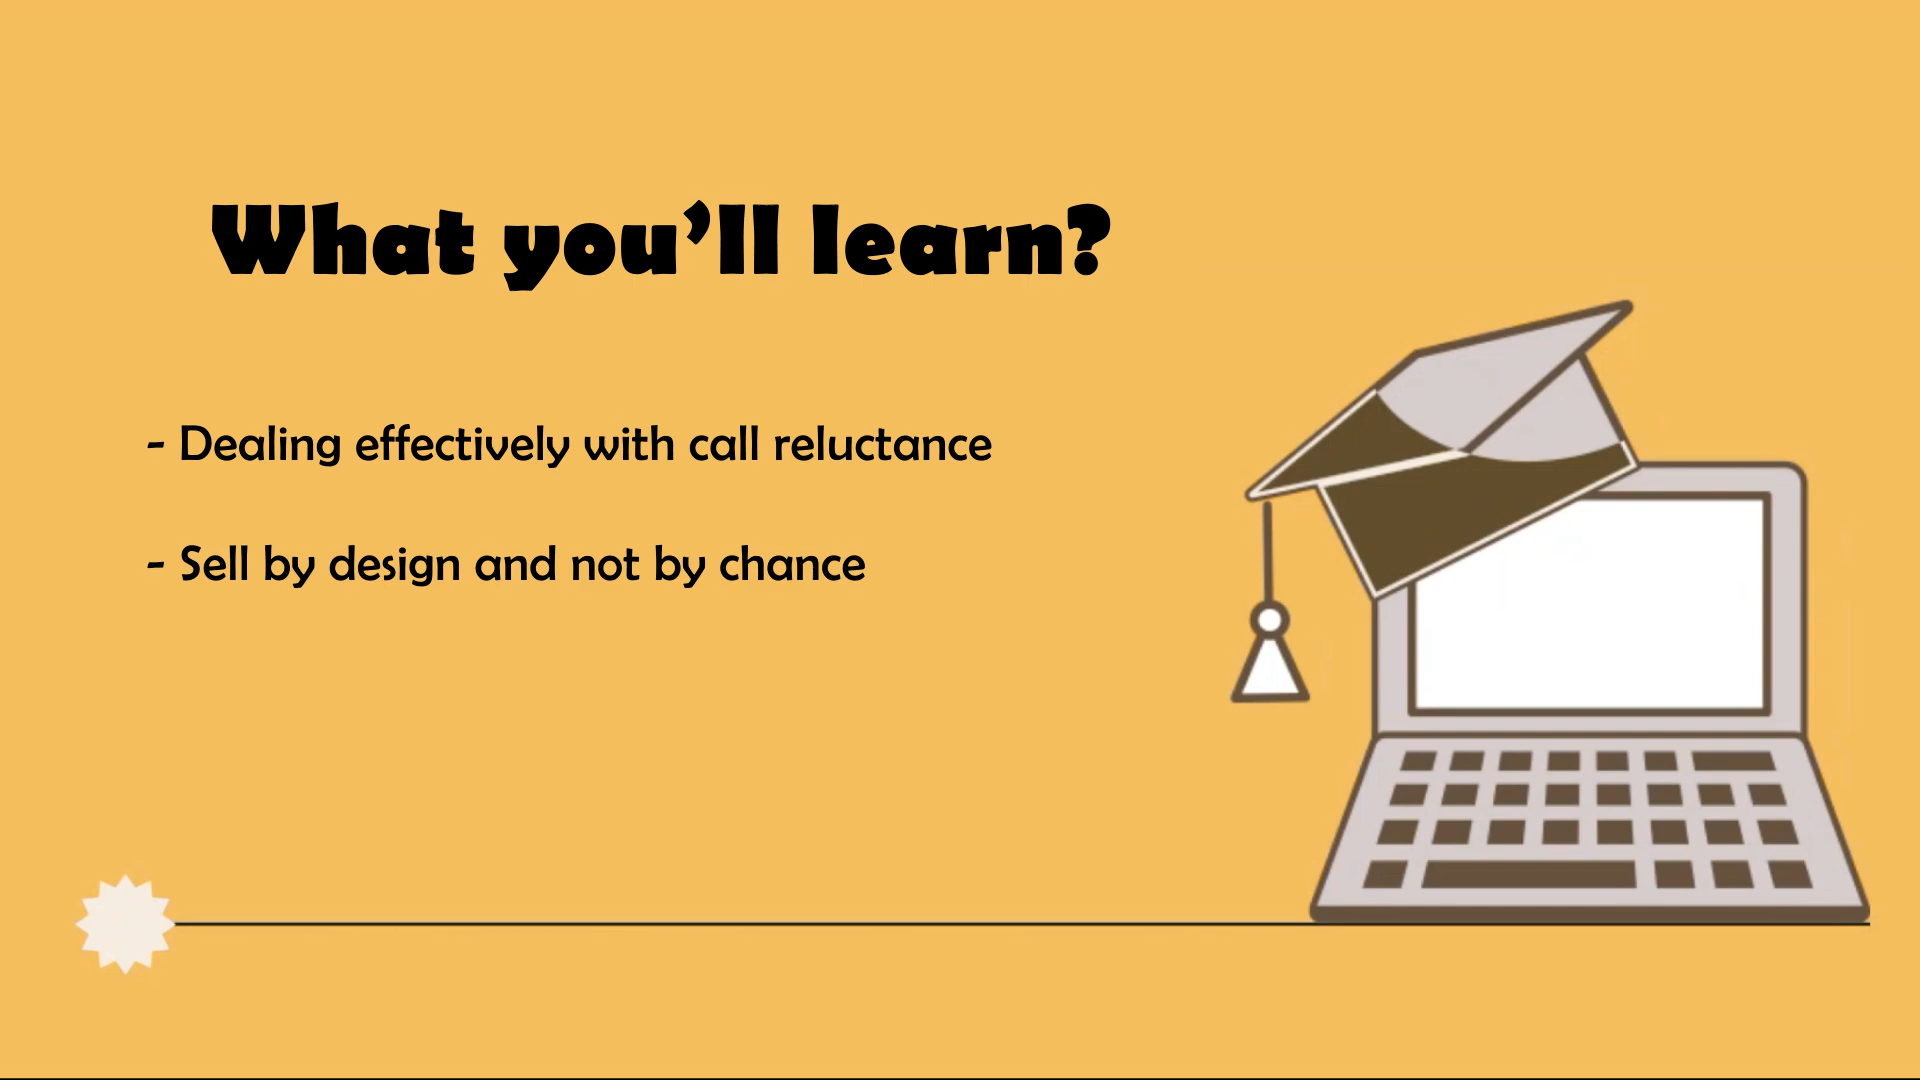 What you’ll learn?
- Dealing effectively with call reluctance
- Sell by design and not by chance